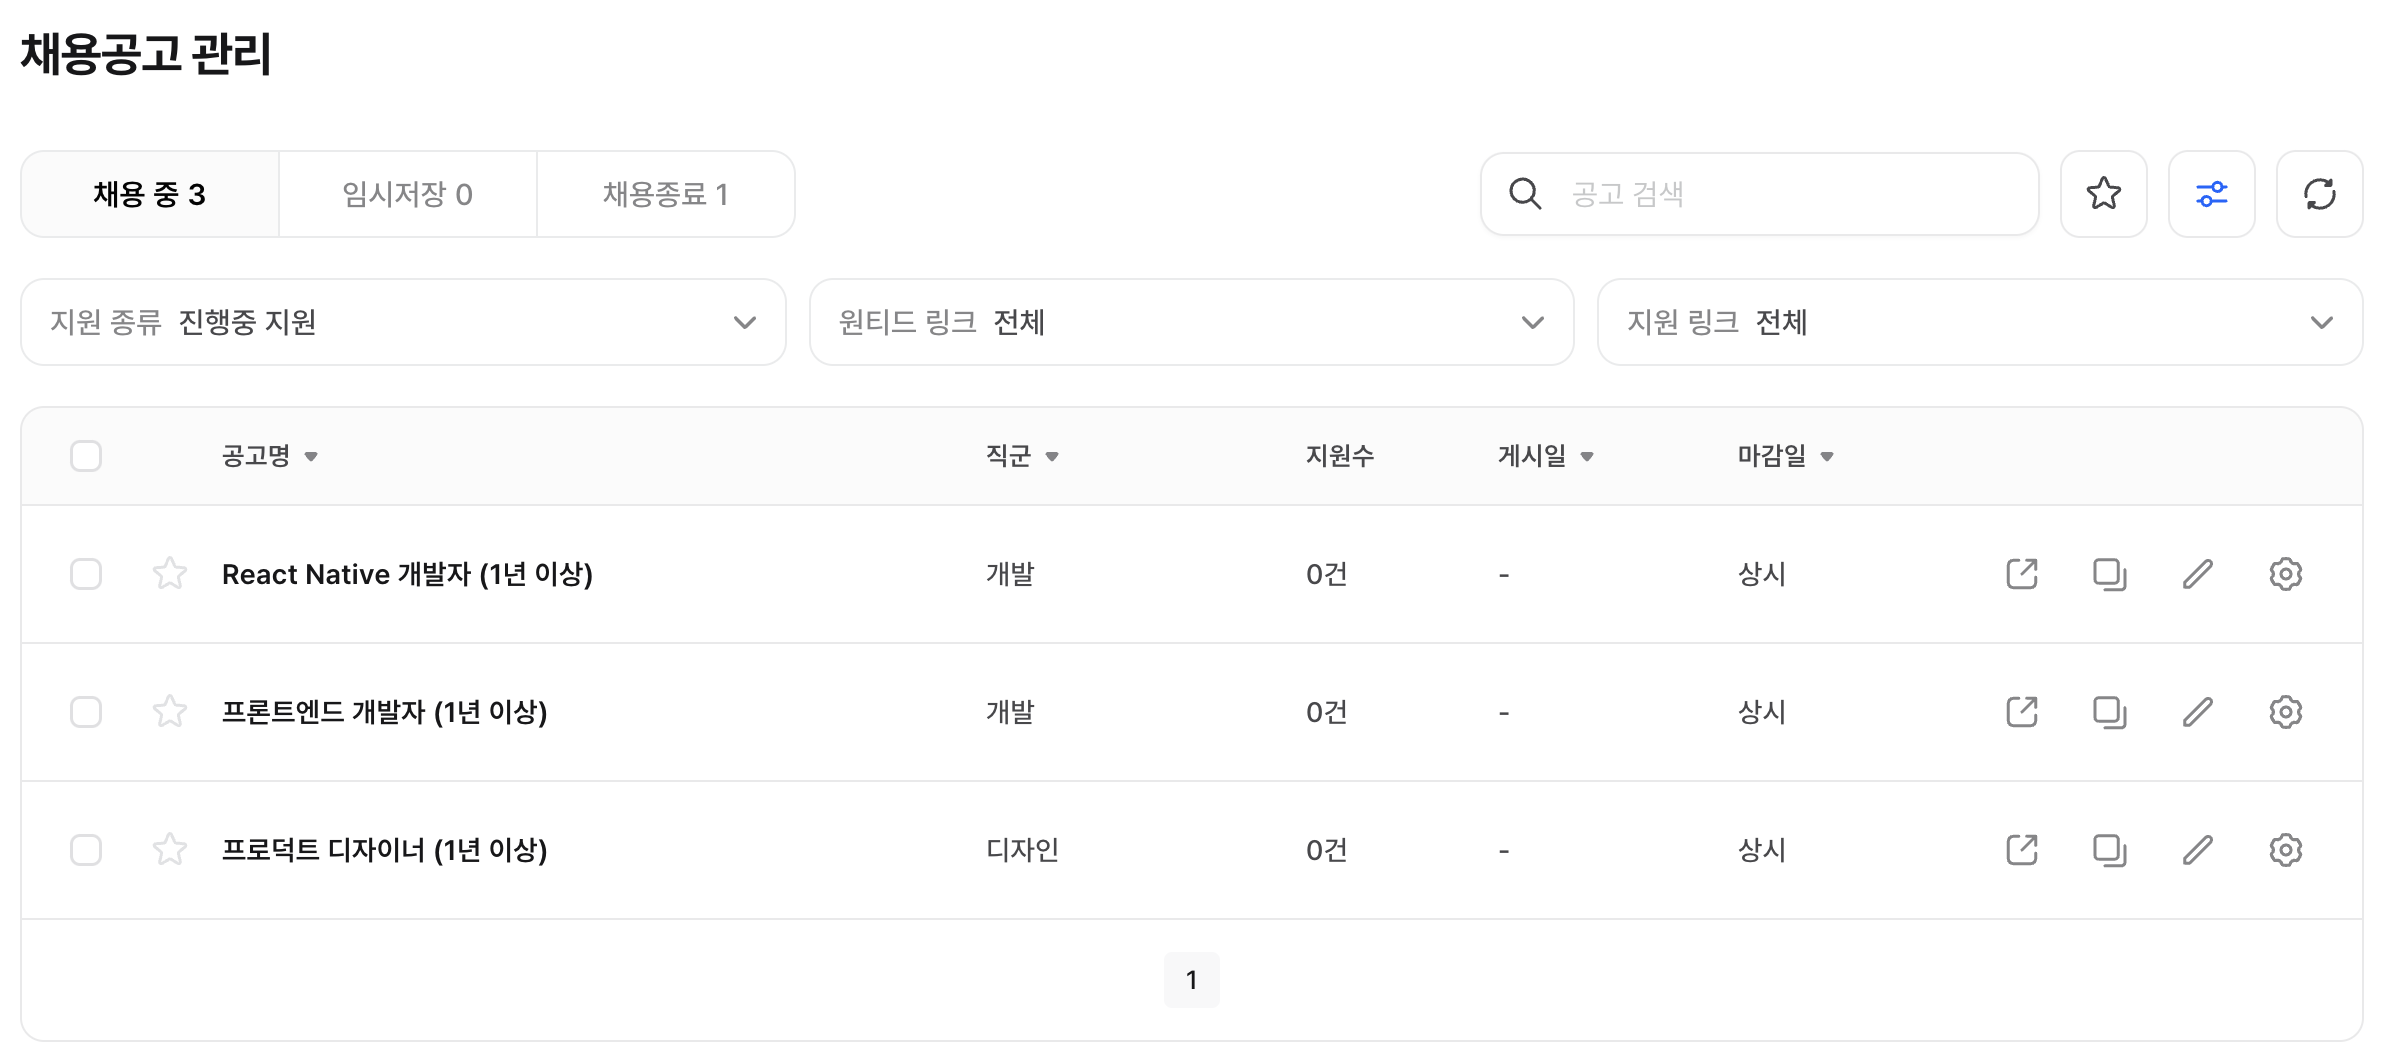 채용공고 관리
채용 중 3 임시저장 0 채용종료 1 공고 검색
지원 종류 진행중 지원 원티드 링크 전체 지원 링크 전체
공고명 직군 지원수 게시일 마감일
React Native 개발자 (1년 이상) 개발 0건 - 상시
프론트엔드 개발자 (1년 이상) 개발 0건 - 상시
프로덕트 디자이너 (1년 이상) 디자인 0건 - 상시
1